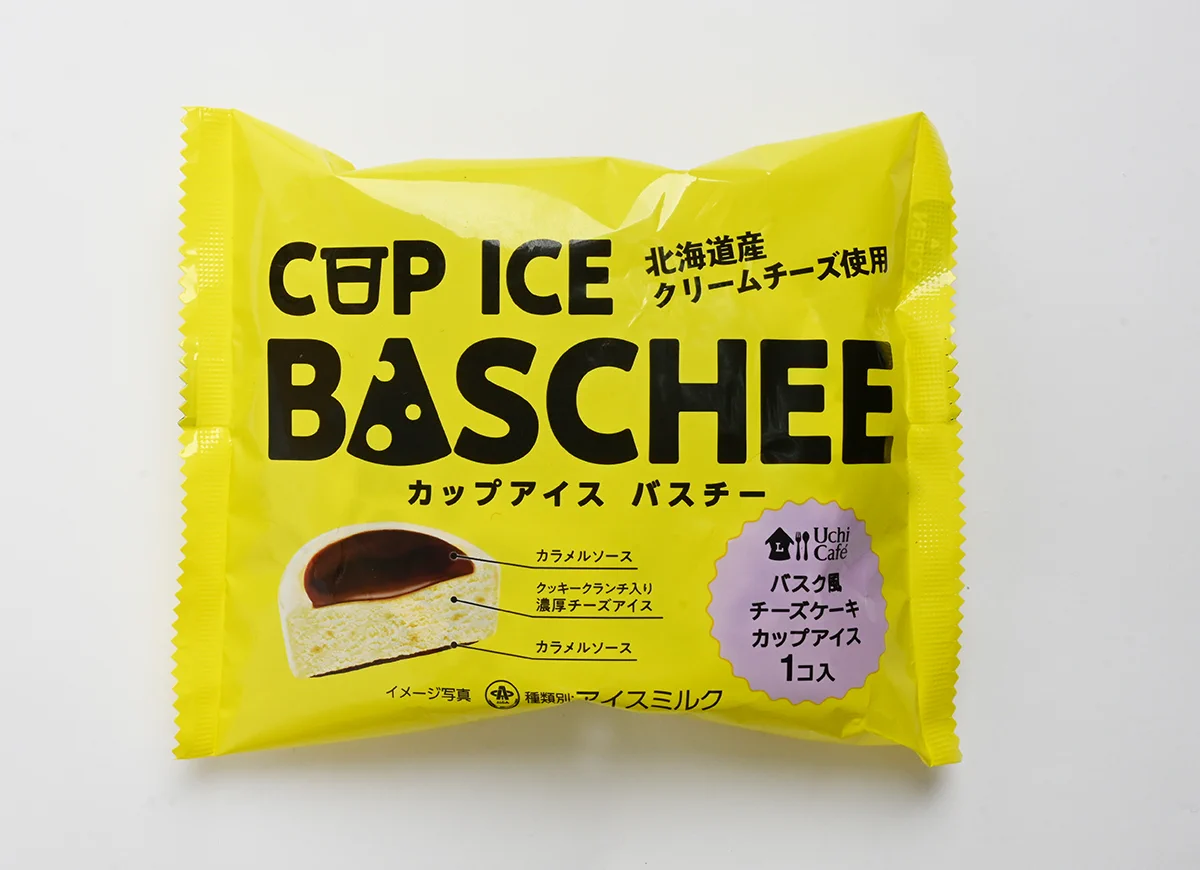 CUP ICE
北海道産
クリームチーズ使用
BASCHEE
カップアイス バスチー
カラメルソース
クッキークランチ入り
濃厚チーズアイス
カラメルソース
L Uchi
Café
バスク風
チーズケーキ
カップアイス
1コ入
イメージ写真
種類別:アイスミルク
OPEN